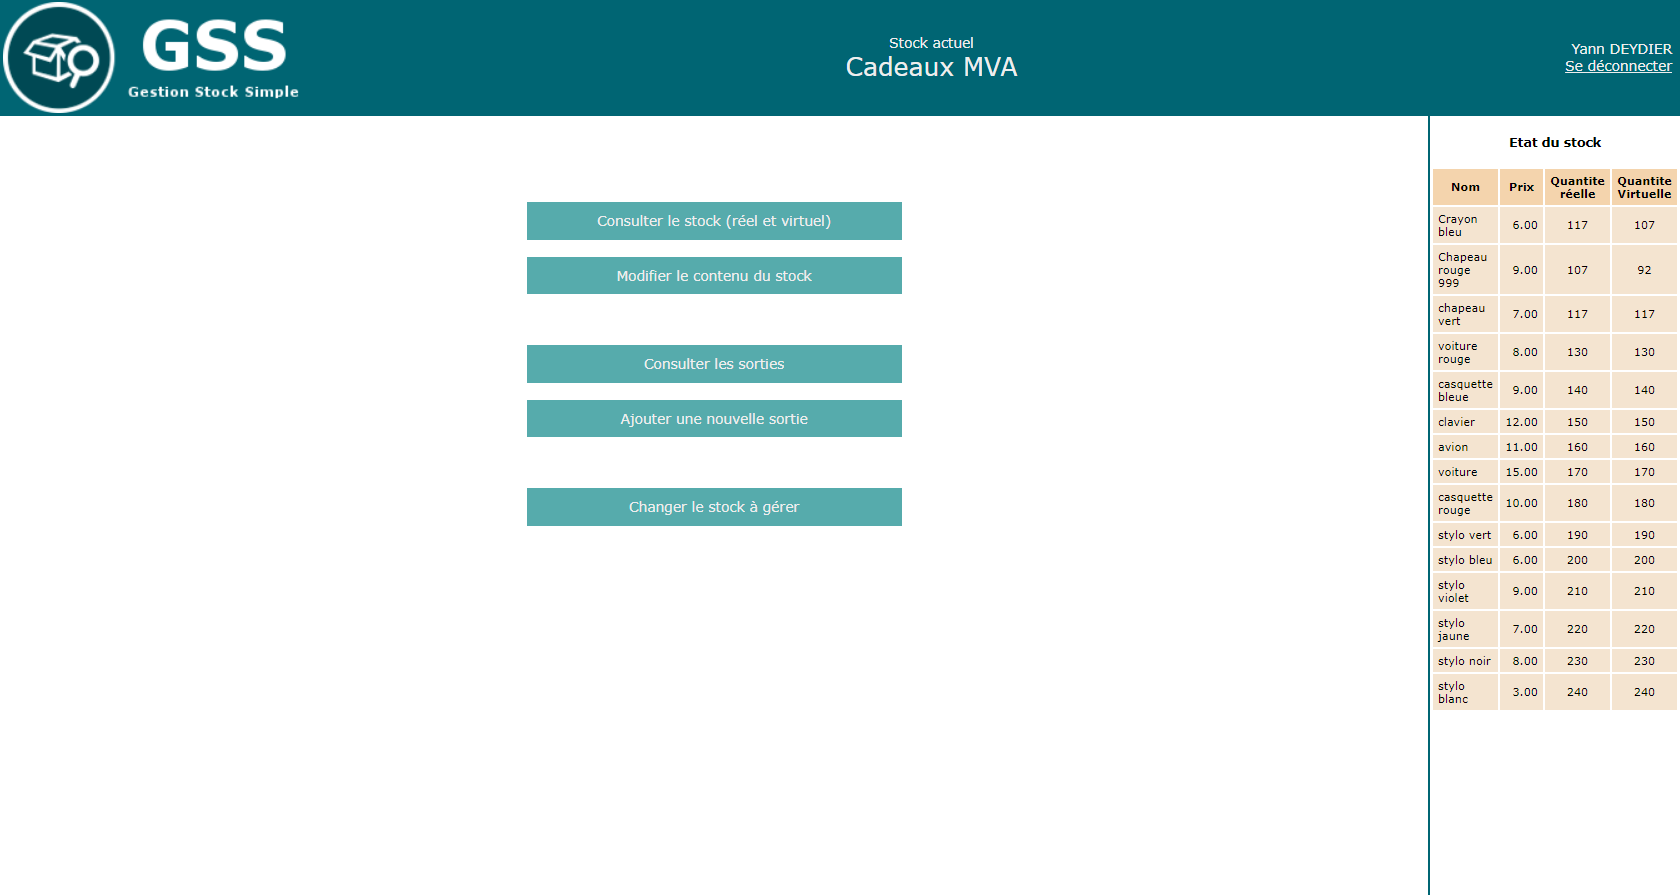 GSS
Gestion Stock Simple
Stock actuel
Cadeaux MVA
Yann DEYDIER
Se déconnecter
Consulter le stock (réel et virtuel)
Modifier le contenu du stock
Consulter les sorties
Ajouter une nouvelle sortie
Changer le stock à gérer
Etat du stock
Nom Prix Quantite réelle Quantite Virtuelle
Crayon bleu 6.00 117 107
Chapeau rouge 999 9.00 107 92
chapeau vert 7.00 117 117
voiture rouge 8.00 130 130
casquette bleue 9.00 140 140
clavier 12.00 150 150
avion 11.00 160 160
voiture 15.00 170 170
casquette rouge 10.00 180 180
stylo vert 6.00 190 190
stylo bleu 6.00 200 200
stylo violet 9.00 210 210
stylo jaune 7.00 220 220
stylo noir 8.00 230 230
stylo blanc 3.00 240 240